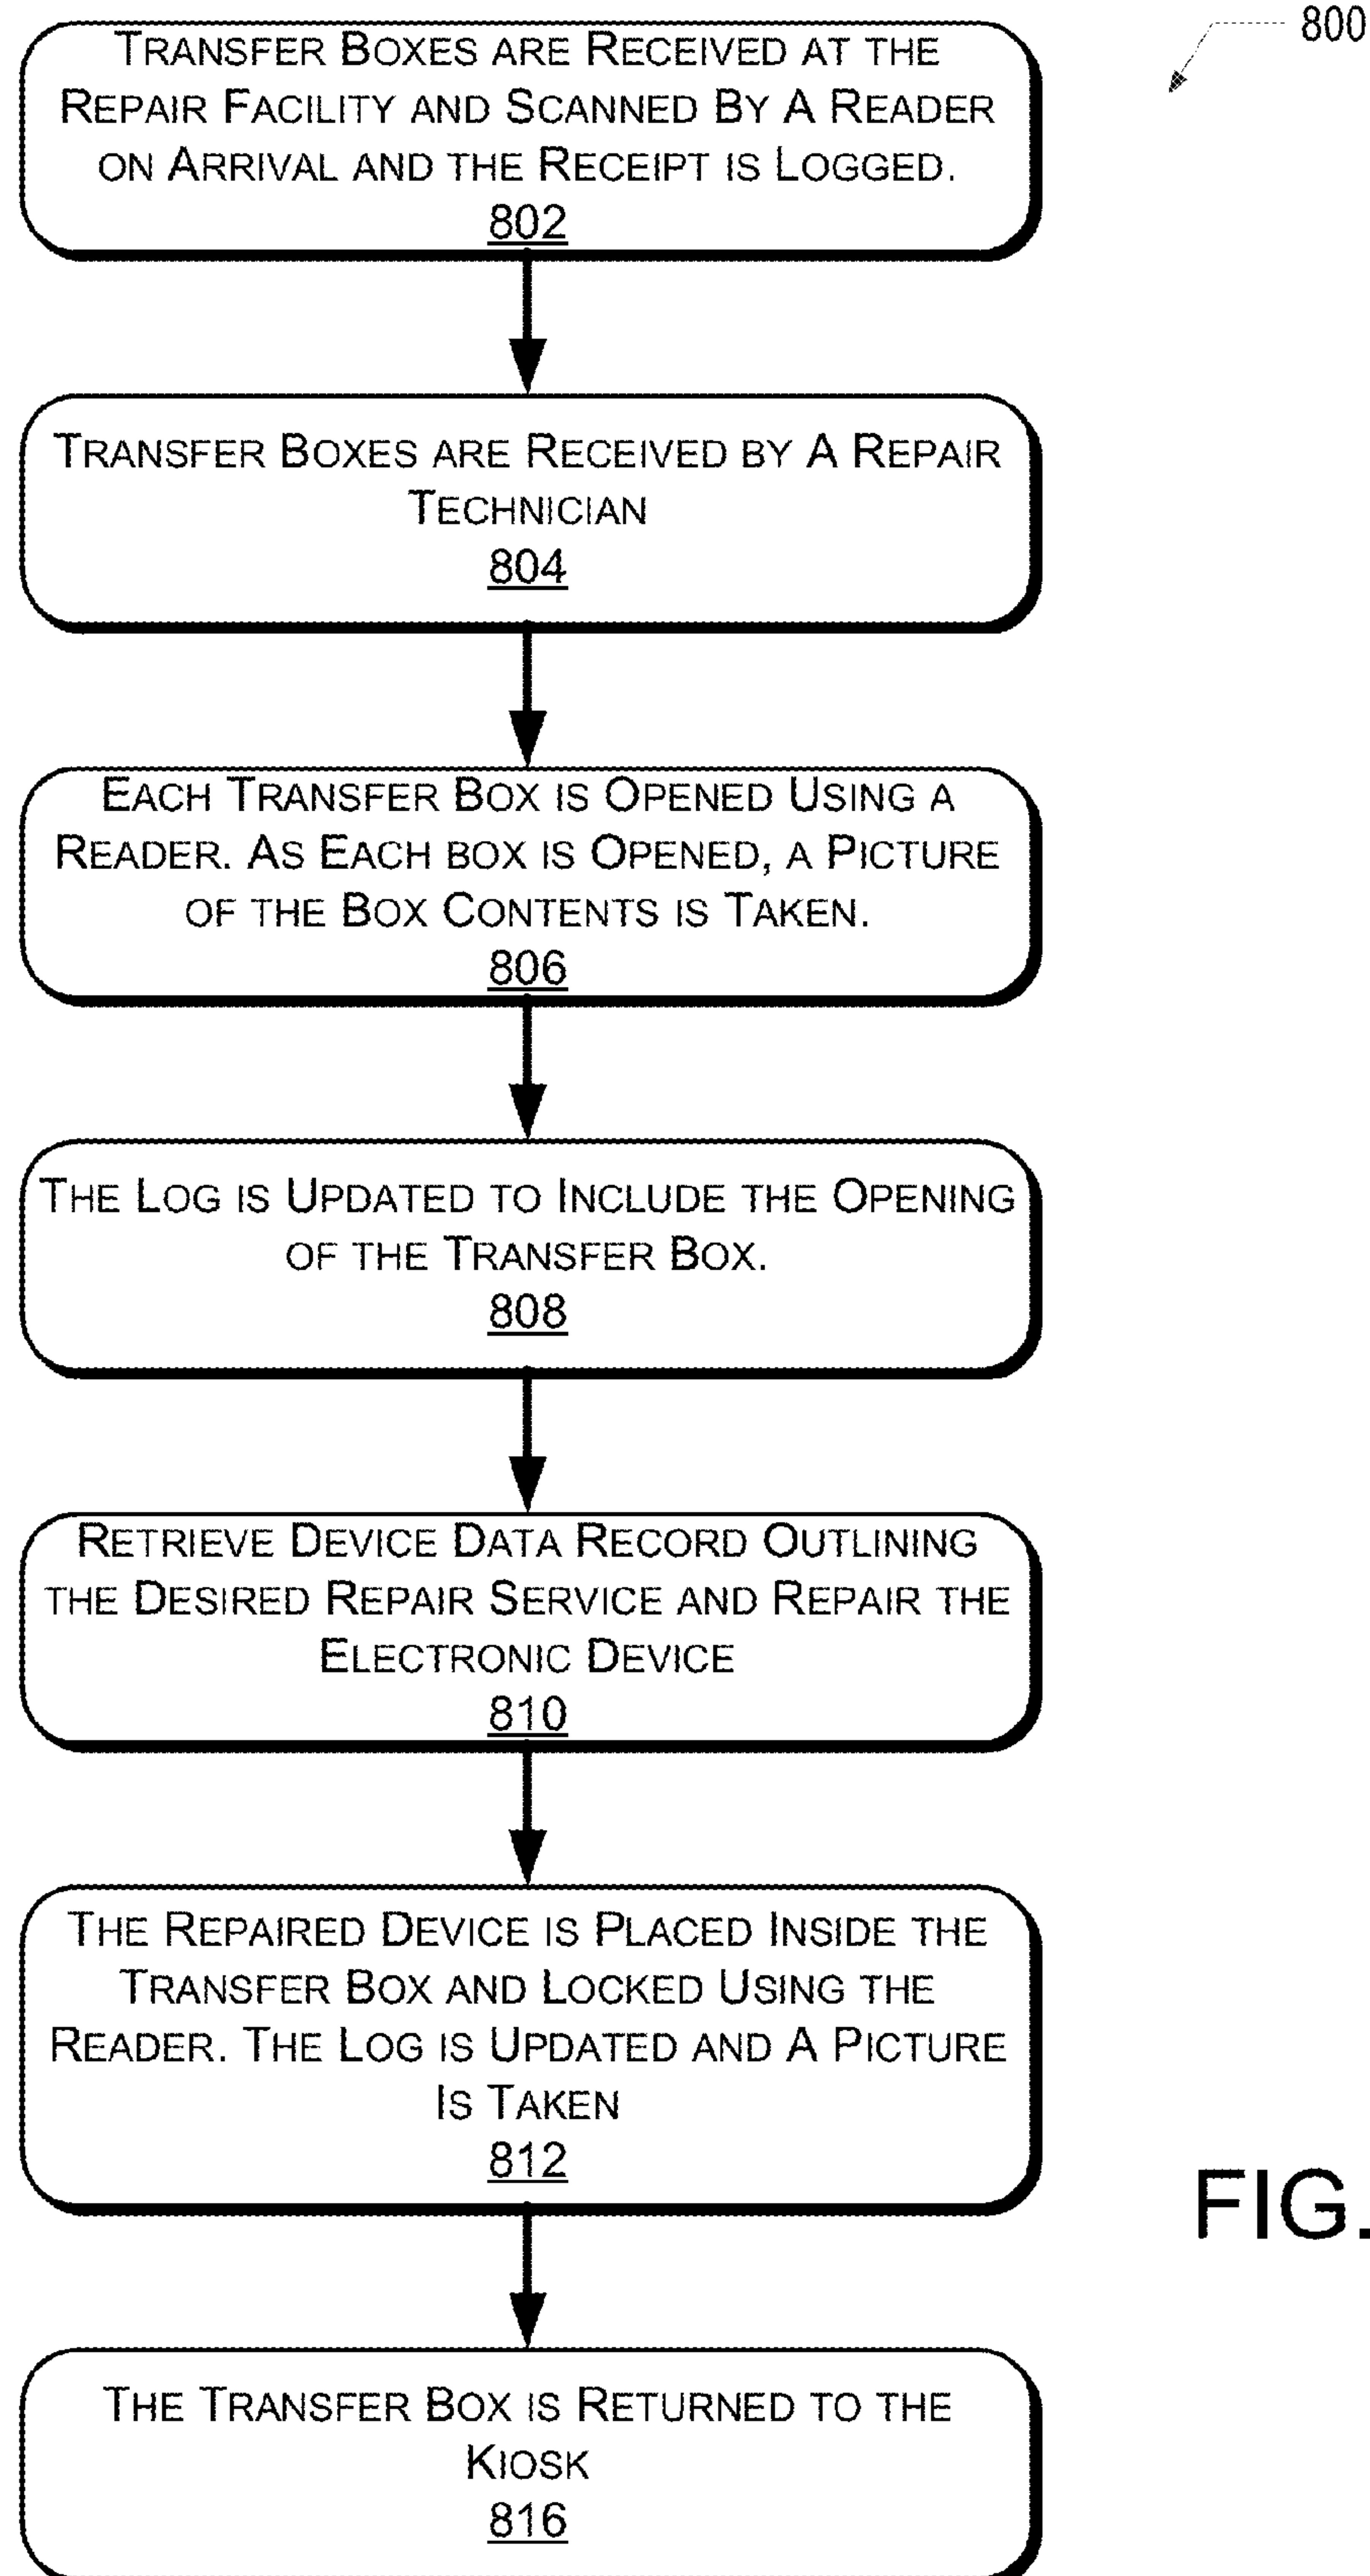 800
TRANSFER BOXES ARE RECEIVED AT THE
REPAIR FACILITY AND SCANNED BY A READER
ON ARRIVAL AND THE RECEIPT IS LOGGED.
802
TRANSFER BOXES ARE RECEIVED BY A REPAIR
TECHNICIAN
804
EACH TRANSFER BOX IS OPENED USING A
READER. AS EACH BOX IS OPENED, A PICTURE
OF THE BOX CONTENTS IS TAKEN.
806
THE LOG IS UPDATED TO INCLUDE THE OPENING
OF THE TRANSFER BOX.
808
RETRIEVE DEVICE DATA RECORD OUTLINING
THE DESIRED REPAIR SERVICE AND REPAIR THE
ELECTRONIC DEVICE
810
THE REPAIRED DEVICE IS PLACED INSIDE THE
TRANSFER BOX AND LOCKED USING THE
READER. THE LOG IS UPDATED AND A PICTURE
IS TAKEN
812
FIG.
THE TRANSFER BOX IS RETURNED TO THE
KIOSK
816